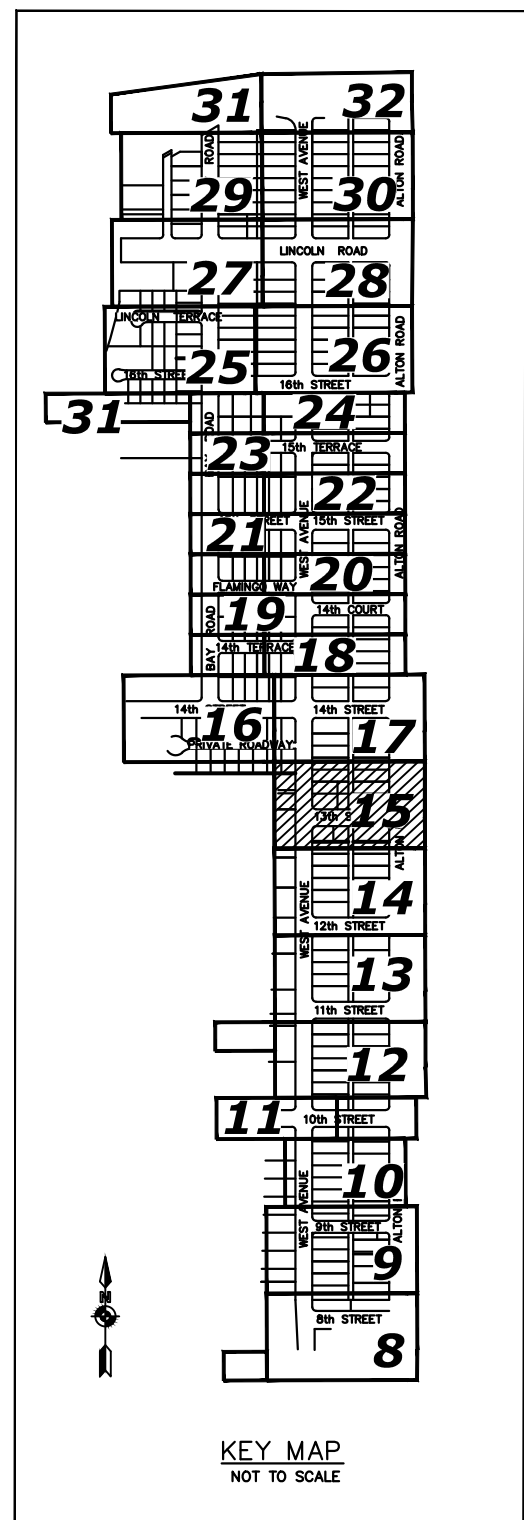 31
32
ROAD
WEST AVENUE
ALTON ROAD
29
30
LINCOLN ROAD
27
28
LINCOLN TERRACE
16th STREET
25
26
ALTON ROAD
16th STREET
31
24
15th TERRACE
23
22
15th STREET
WEST AVENUE
21
ALTON ROAD
20
FLAMINGO WAY
14th COURT
BAY ROAD
19
14th TERRACE
18
14th
16
14th STREET
PRIVATE ROADWAY
17
15
13th
ALTON
14
WEST AVENUE
12th STREET
13
11th STREET
12
11
10th STREET
10
WEST AVENUE
ALTON
9th STREET
9
8th STREET
8
N
KEY MAP
NOT TO SCALE